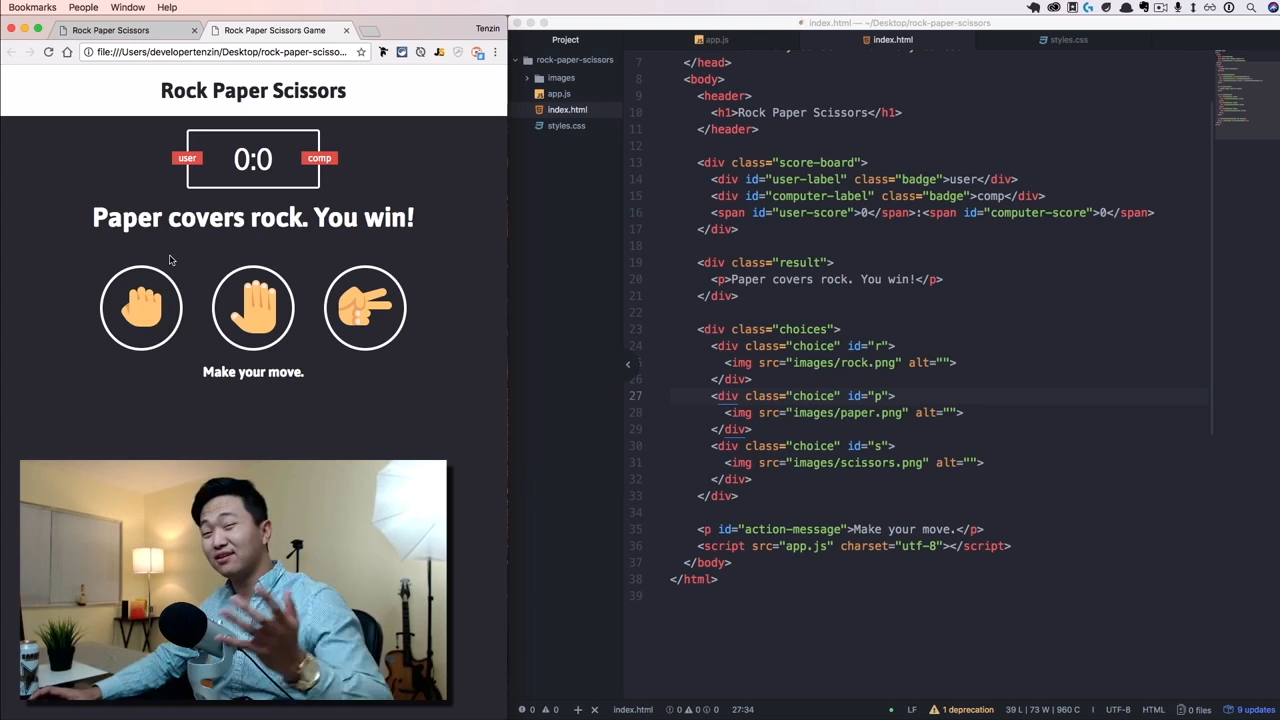 Bookmarks People Window Help
Rock Paper Scissors
Rock Paper Scissors Game
Tenzin
file:///Users/developertenzin/Desktop/rock-paper-scisso...
Rock Paper Scissors
user
0:0
comp
Paper covers rock. You win!
Make your move.
index.html — ~/Desktop/rock-paper-scissors
Project
app.js
index.html
styles.css
rock-paper-scissors
images
app.js
index.html
styles.css
7 </head>
8 <body>
9 <header>
10 <h1>Rock Paper Scissors</h1>
11 </header>
12
13 <div class="score-board">
14 <div id="user-label" class="badge">user</div>
15 <div id="computer-label" class="badge">comp</div>
16 <span id="user-score">0</span>:<span id="computer-score">0</span>
17 </div>
18
19 <div class="result">
20 <p>Paper covers rock. You win!</p>
21 </div>
22
23 <div class="choices">
24 <div class="choice" id="r">
<img src="images/rock.png" alt="">
26 </div>
27 <div class="choice" id="p">
28 <img src="images/paper.png" alt="">
29 </div>
30 <div class="choice" id="s">
31 <img src="images/scissors.png" alt="">
32 </div>
33 </div>
34
35 <p id="action-message">Make your move.</p>
36 <script src="app.js" charset="utf-8"></script>
37 </body>
38 </html>
39
0 0 index.html 0 0 0 27:34 LF 1 deprecation 39 L | 73 W | 960 C UTF-8 HTML 0 files 9 updates